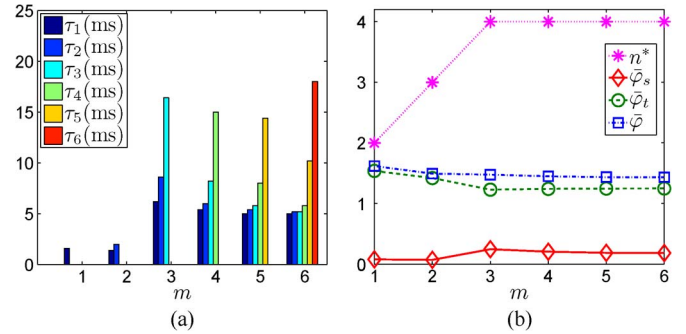 25
20
15
10
5
0
τ₁(ms)
τ₂(ms)
τ₃(ms)
τ₄(ms)
τ₅(ms)
τ₆(ms)
1 2 3 4 5 6
m
(a)
4
3
2
1
0
n*
φ̄ₛ
φ̄ₜ
φ̄
1 2 3 4 5 6
m
(b)